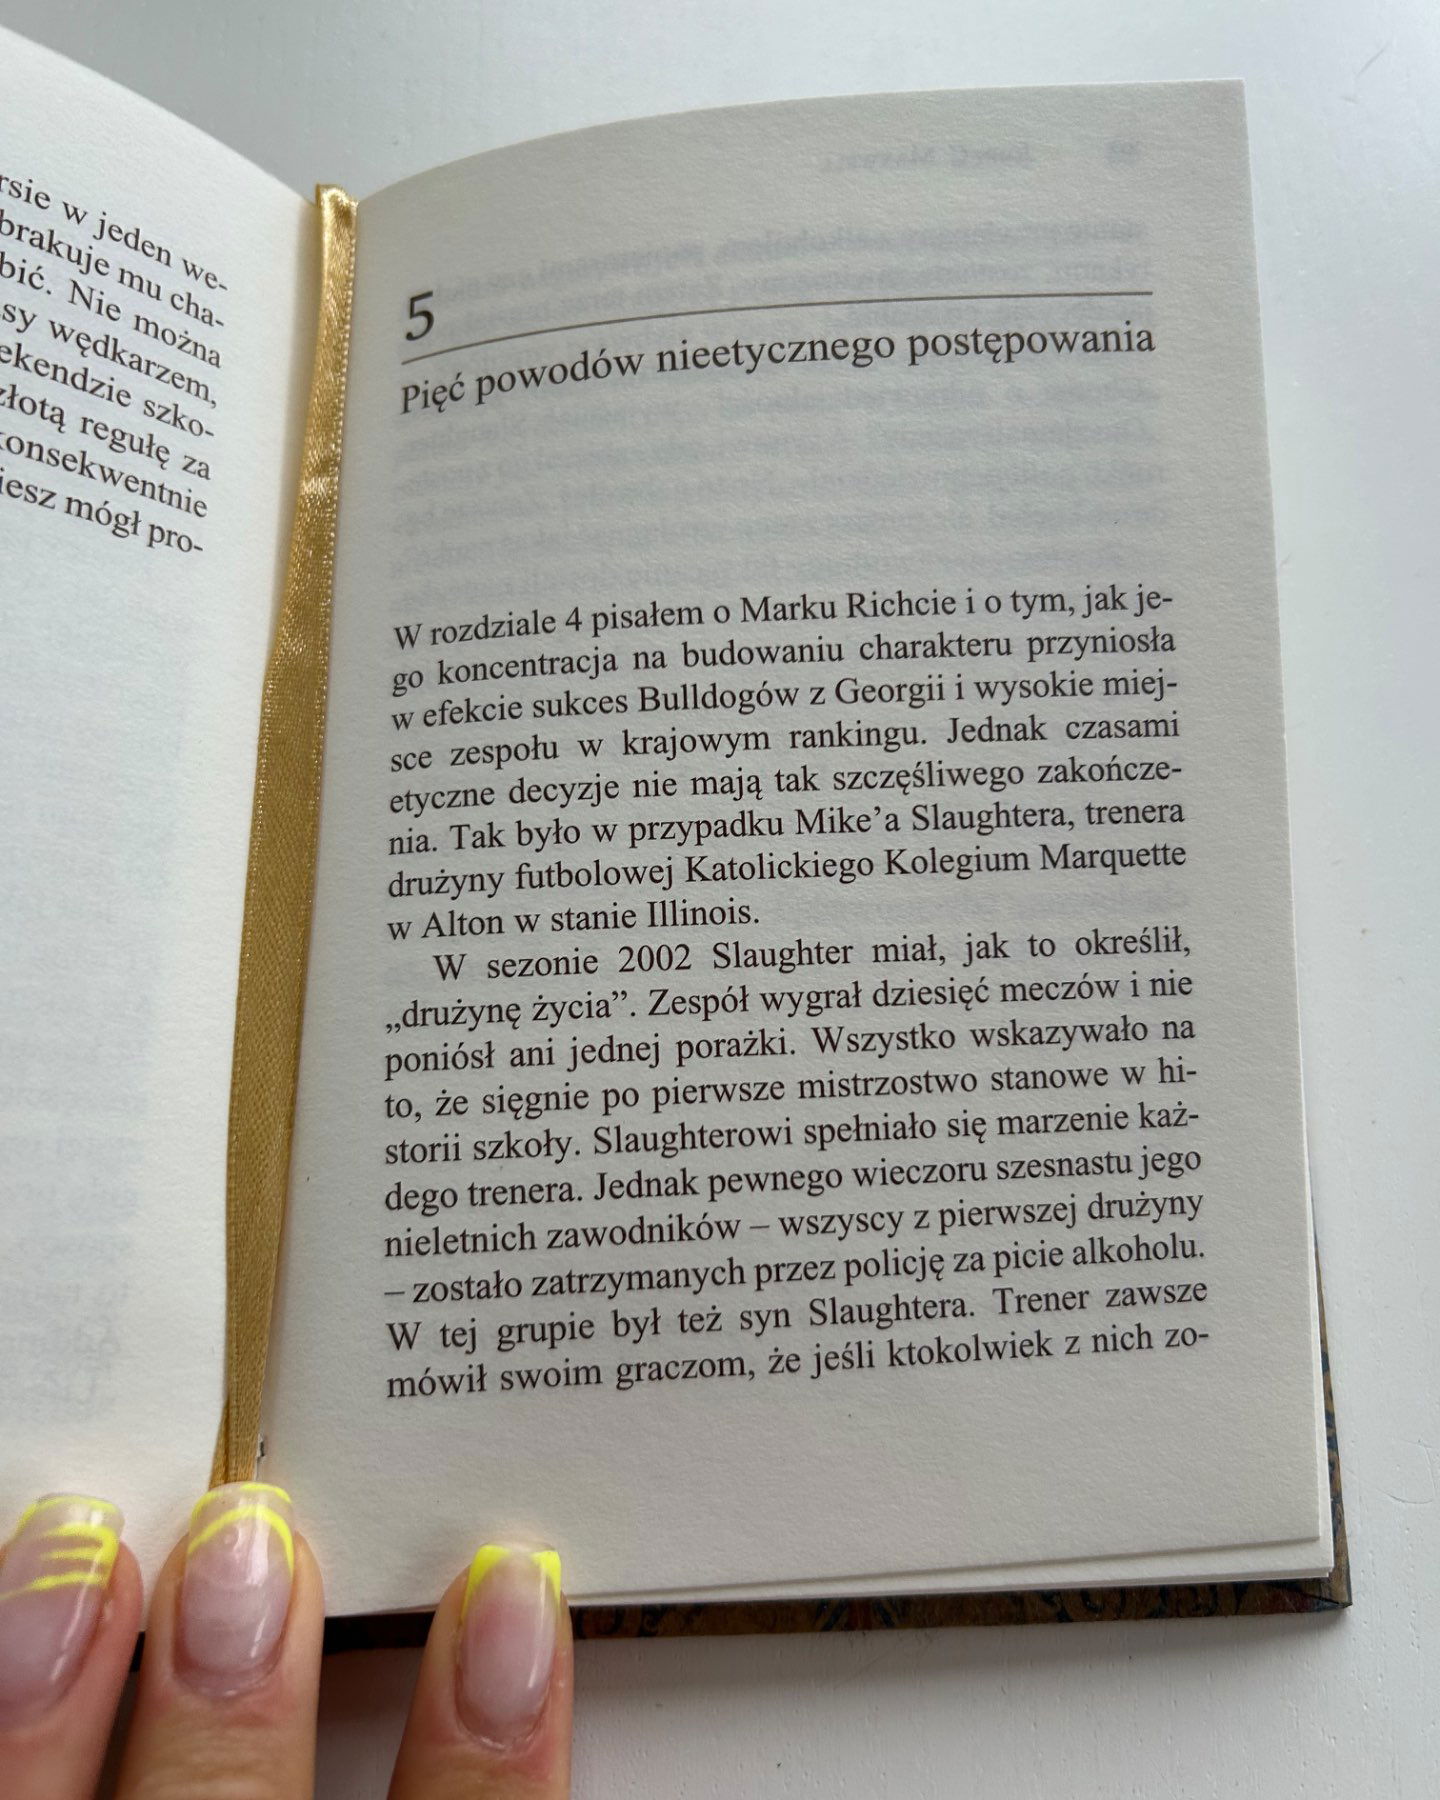 rsie w jeden we-
brakuje mu cha-
bić. Nie można
sy wędkarzem,
ekendzie szko-
złotą regułę za
konsekwentnie
iesz mógł pro-
5
Pięć powodów nieetycznego postępowania
W rozdziale 4 pisałem o Marku Richcie i o tym, jak je-
go koncentracja na budowaniu charakteru przyniosła
w efekcie sukces Bulldogów z Georgii i wysokie miej-
sce zespołu w krajowym rankingu. Jednak czasami
etyczne decyzje nie mają tak szczęśliwego zakończe-
nia. Tak było w przypadku Mike’a Slaughtera, trenera
drużyny futbolowej Katolickiego Kolegium Marquette
w Alton w stanie Illinois.
W sezonie 2002 Slaughter miał, jak to określił,
„drużynę życia”. Zespół wygrał dziesięć meczów i nie
poniósł ani jednej porażki. Wszystko wskazywało na
to, że sięgnie po pierwsze mistrzostwo stanowe w hi-
storii szkoły. Slaughterowi spełniało się marzenie każ-
dego trenera. Jednak pewnego wieczoru szesnastu jego
nieletnich zawodników – wszyscy z pierwszej drużyny
– zostało zatrzymanych przez policję za picie alkoholu.
W tej grupie był też syn Slaughtera. Trener zawsze
mówił swoim graczom, że jeśli ktokolwiek z nich zo-